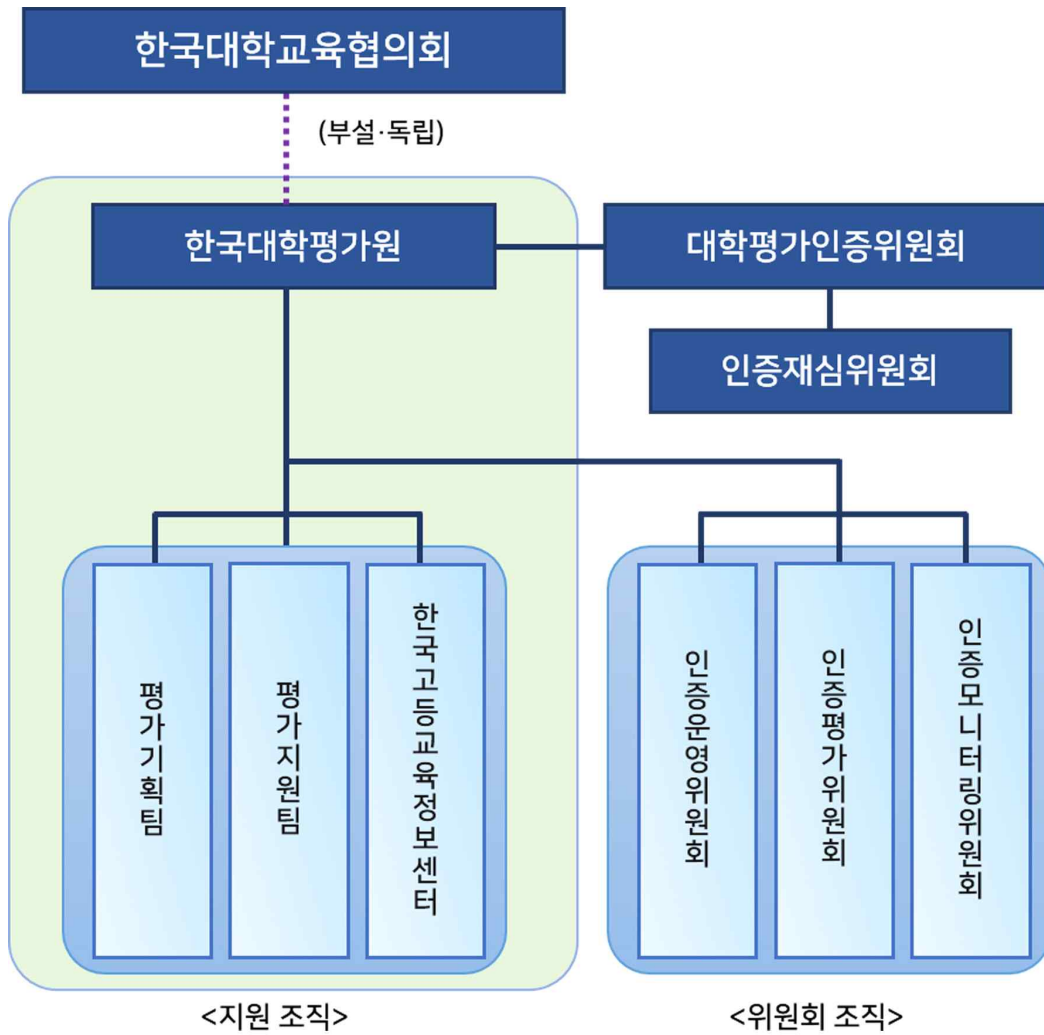 한국대학교육협의회
(부설·독립)
한국대학평가원
대학평가인증위원회
인증재심위원회
평가기획팀
평가지원팀
한국고등교육정보센터
인증운영위원회
인증평가위원회
인증모니터링위원회
<지원 조직>
<위원회 조직>